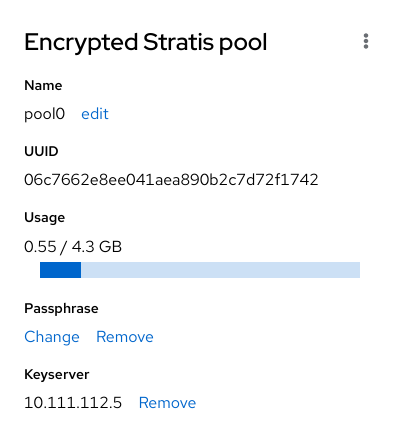 Encrypted Stratis pool
Name
pool0 edit
UUID
06c7662e8ee041aea890b2c7d72f1742
Usage
0.55 / 4.3 GB
Passphrase
Change Remove
Keyserver
10.111.112.5 Remove